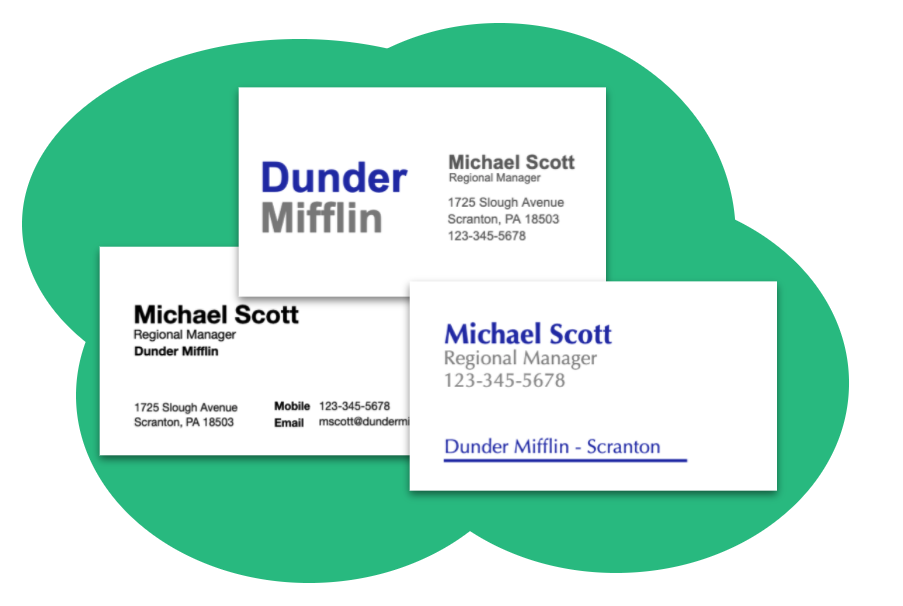 Dunder
Mifflin
Michael Scott
Regional Manager
1725 Slough Avenue
Scranton, PA 18503
123-345-5678
Michael Scott
Regional Manager
Dunder Mifflin
1725 Slough Avenue
Scranton, PA 18503
Mobile 123-345-5678
Email mscott@dundermi
Michael Scott
Regional Manager
123-345-5678
Dunder Mifflin - Scranton